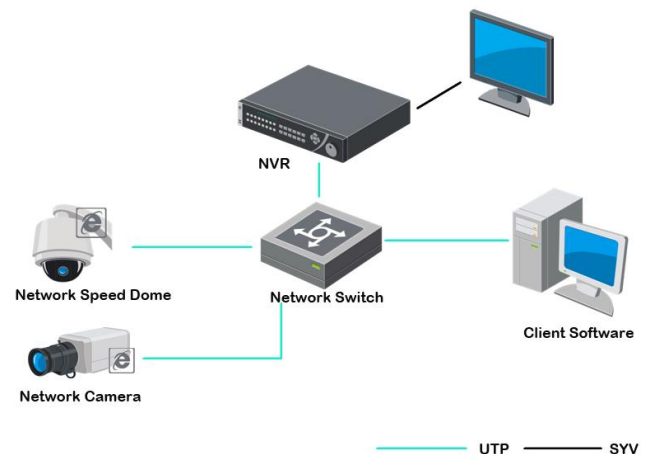 NVR
Network Speed Dome
Network Switch
Client Software
Network Camera
UTP
SYV